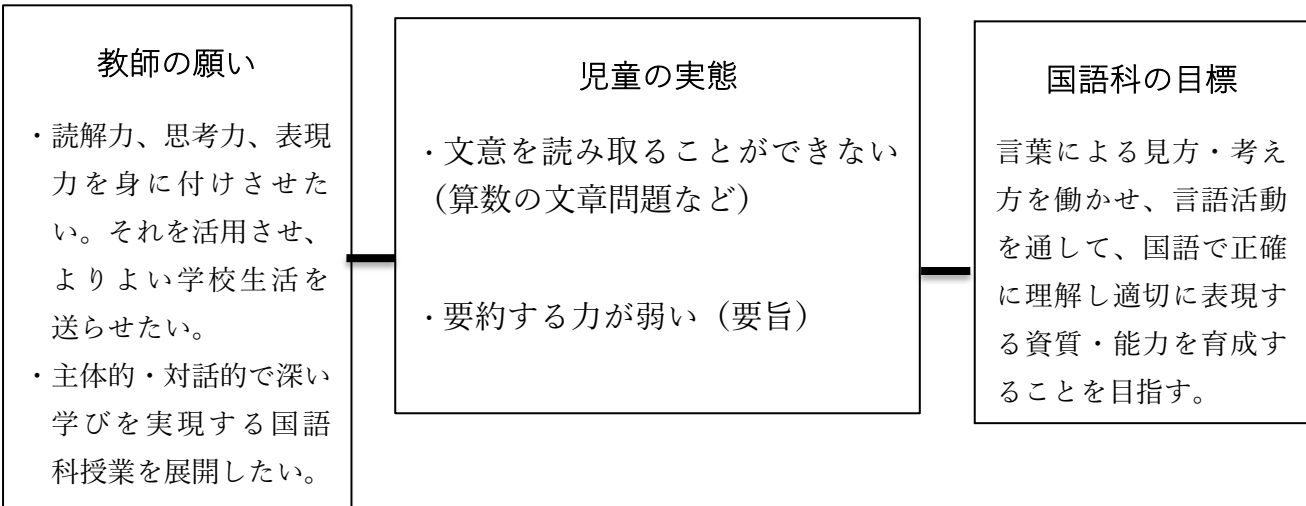 教師の願い
・読解力、思考力、表現
力を身に付けさせた
い。それを活用させ、
よりよい学校生活を
送らせたい。
・主体的・対話的で深い
学びを実現する国語
科授業を展開したい。
児童の実態
・文意を読み取ることができない
（算数の文章問題など）
・要約する力が弱い（要旨）
国語科の目標
言葉による見方・考え
方を働かせ、言語活動
を通して、国語で正確
に理解し適切に表現す
る資質・能力を育成す
ることを目指す。